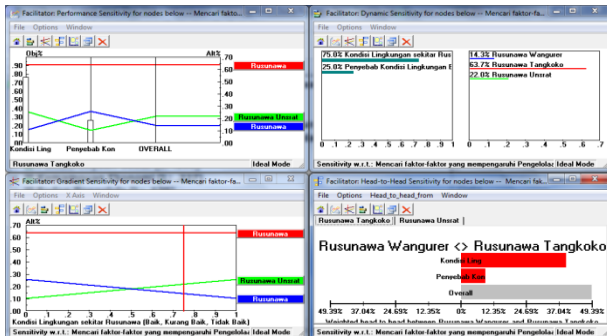 Facilitator: Performance Sensitivity for nodes below -- Mencari fakto...
File Options Window
Obj% Alt%
.90 70
.80 60
.70
.60 50
.50 40
.40 30
.30
.20 20
.10 10
.00 .00
Rusunawa
Rusunawa Unsrat
Rusunawa
Kondisi Ling Penyebab Kon OVERALL
Rusunawa Tangkoko Ideal Mode
Facilitator: Dynamic Sensitivity for nodes below -- Mencari faktor-fa...
File Options Window
75.0% Kondisi Lingkungan sekitar Rus
25.0% Penyebab Kondisi Lingkungan B
14.3% Rusunawa Wangurer
63.7% Rusunawa Tangkoko
22.0% Rusunawa Unsrat
0 .1 .2 .3 .4 .5 .6 .7 .8 .9 1
0 .1 .2 .3 .4 .5 .6 .7
Sensitivity w.r.t.: Mencari faktor-faktor yang mempengaruhi Pengelolaa Ideal Mode
Facilitator: Gradient Sensitivity for nodes below -- Mencari faktor-fa...
File Options X Axis Window
Alt%
70
60
50
40
30
20
10
0
Rusunawa
Rusunawa Unsrat
Rusunawa
0 .1 .2 .3 .4 .5 .6 .7 .8 .9 1
Kondisi Lingkungan sekitar Rusunawa (Baik, Kurang Baik, Tidak Baik)
Sensitivity w.r.t.: Mencari faktor-faktor yang mempengaruhi Pengelolaa Ideal Mode
Facilitator: Head-to-Head Sensitivity for nodes below -- Mencari fak...
File Options Head_to_head_from Window
Rusunawa Tangkoko Rusunawa Unsrat
Rusunawa Wangurer <> Rusunawa Tangkoko
Kondisi Ling
Penyebab Kon
Overall
49.39% 37.04% 24.69% 12.35% 0% 12.35% 24.69% 37.04% 49.39%
Weighted head to head between Rusunawa Wangurer and Rusunawa Tangkoko
Sensitivity w.r.t.: Mencari faktor-faktor yang mempengaruhi Pengelolaa Ideal Mode